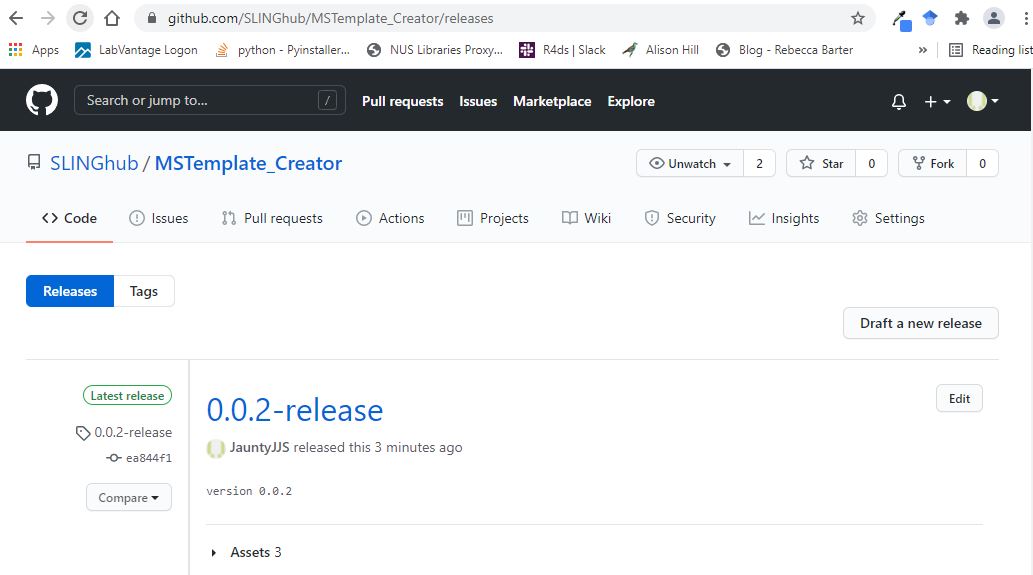 github.com/SLINGhub/MSTemplate_Creator/releases
Apps LabVantage Logon python - Pyinstaller... NUS Libraries Proxy... R4ds | Slack Alison Hill Blog - Rebecca Barter » Reading list
Search or jump to... / Pull requests Issues Marketplace Explore
SLINGhub / MSTemplate_Creator Unwatch 2 Star 0 Fork 0
Code Issues Pull requests Actions Projects Wiki Security Insights Settings
Releases Tags
Draft a new release
Latest release
0.0.2-release
ea844f1
Compare
0.0.2-release Edit
JauntyJJS released this 3 minutes ago
version 0.0.2
Assets 3